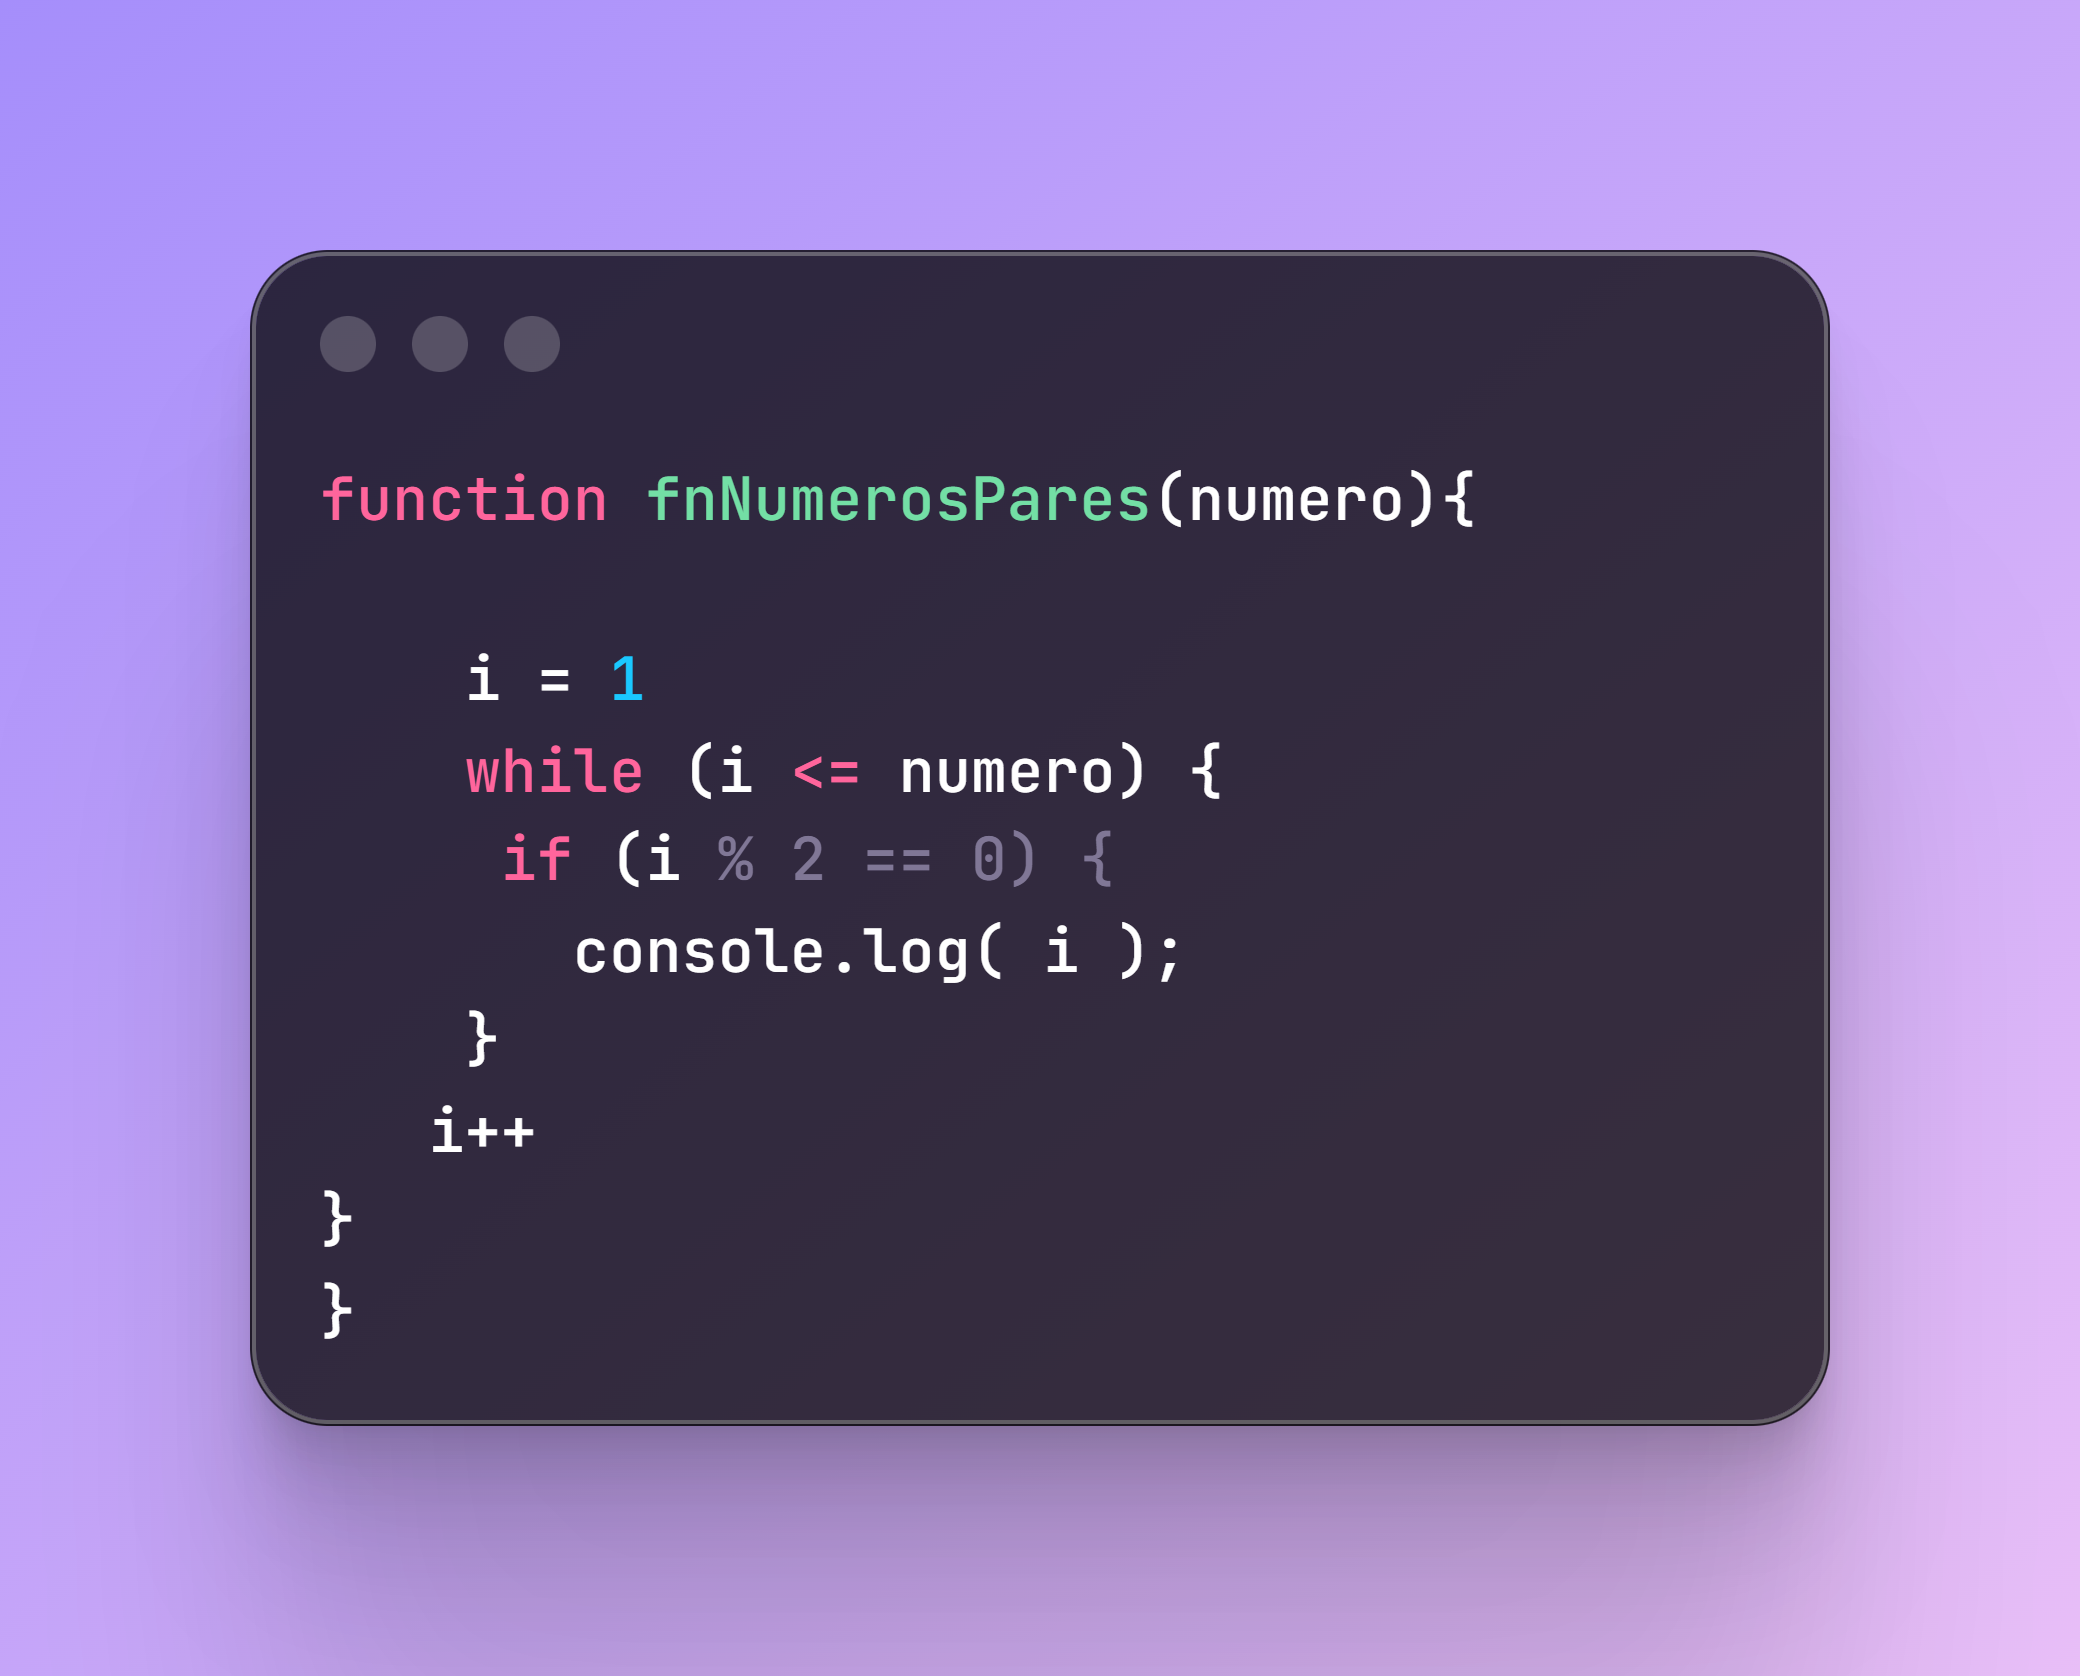 function fnNumerosPares(numero){
i = 1
while (i <= numero) {
if (i % 2 == 0) {
console.log( i );
}
i++
}
}